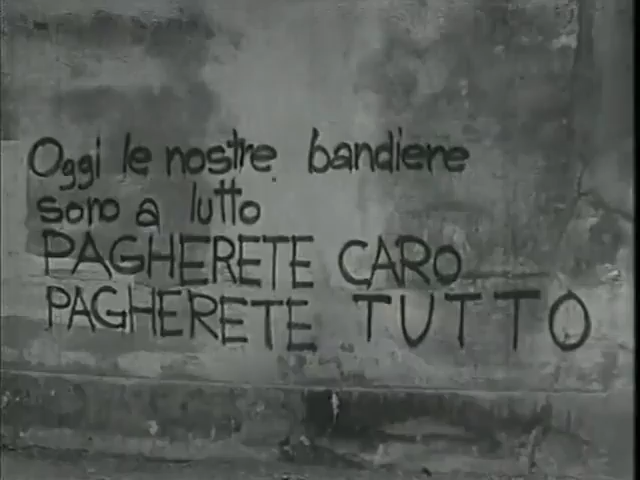 Oggi le nostre bandiere
sono a lutto
PAGHERETE CARO
PAGHERETE TUTTO